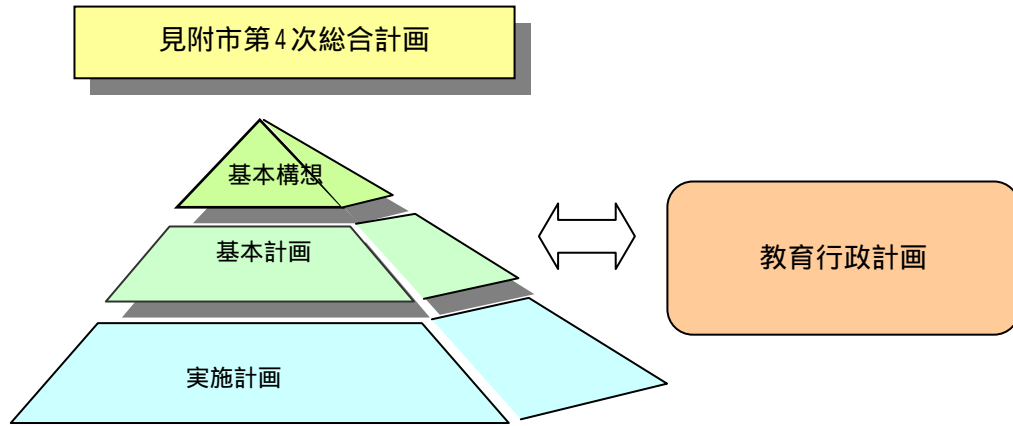 見附市第4次総合計画
基本構想
基本計画
教育行政計画
実施計画